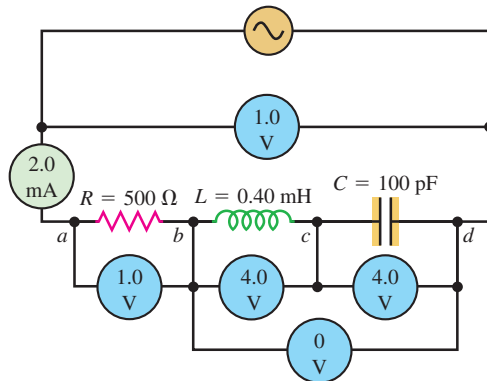 1.0
V
2.0
mA
R = 500 Ω
L = 0.40 mH
C = 100 pF
a
b
c
d
1.0
V
4.0
V
4.0
V
0
V